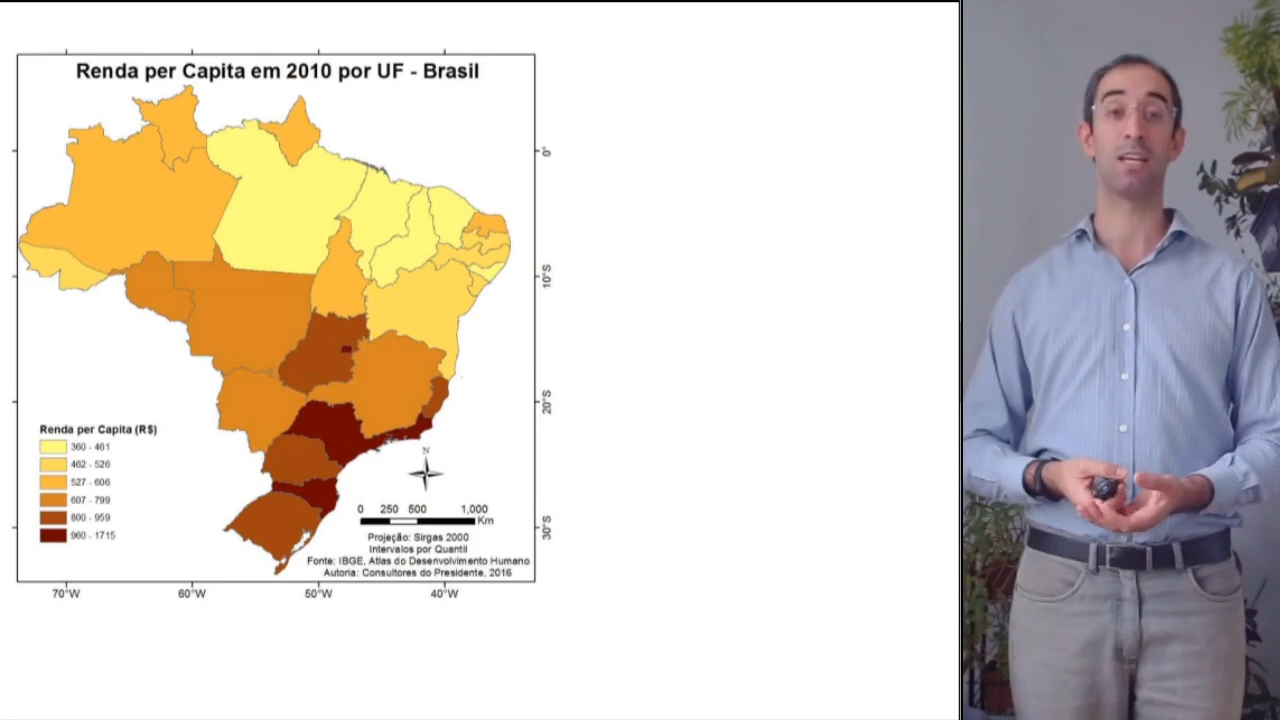 Renda per Capita em 2010 por UF - Brasil
0°
10°S
20°S
30°S
Renda per Capita (R$)
360 - 461
462 - 526
527 - 606
607 - 799
800 - 959
960 - 1715
N
0 250 500 1,000
Km
Projeção: Sirgas 2000
Intervalos por Quantil
Fonte: IBGE, Atlas do Desenvolvimento Humano
Autoria: Consultores do Presidente, 2016
70°W 60°W 50°W 40°W